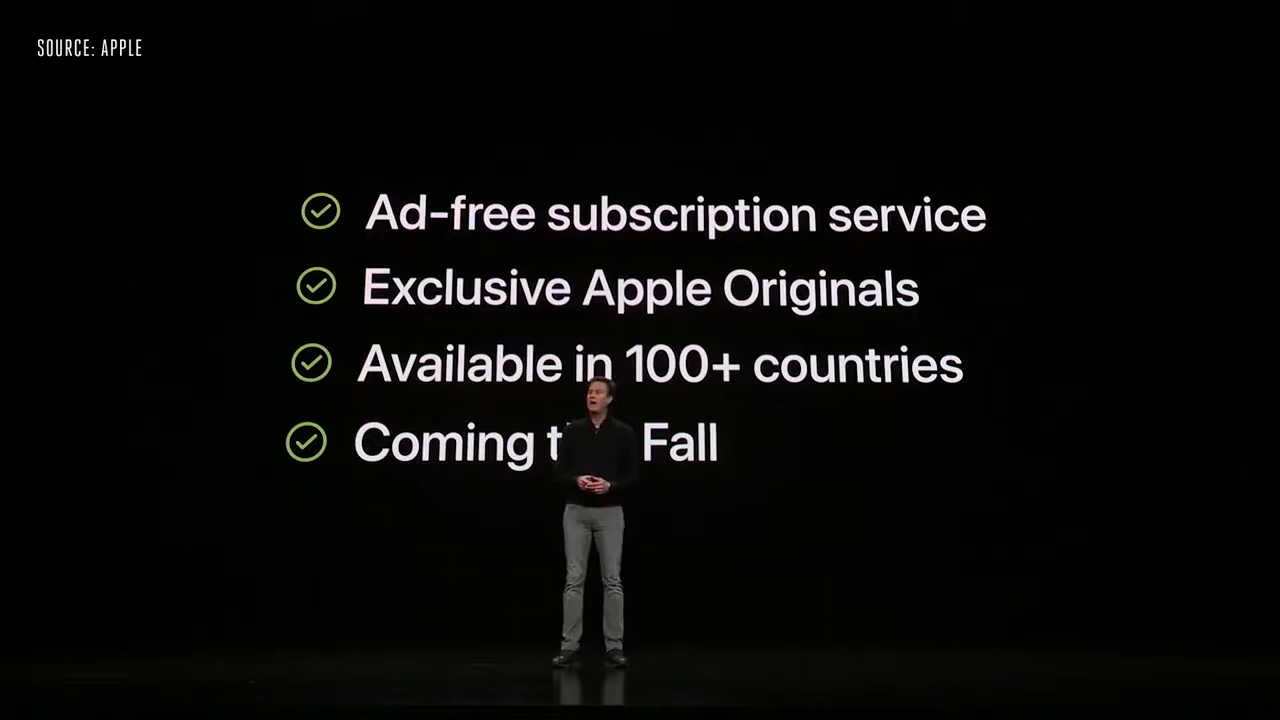 SOURCE: APPLE
Ad-free subscription service
Exclusive Apple Originals
Available in 100+ countries
Coming Fall